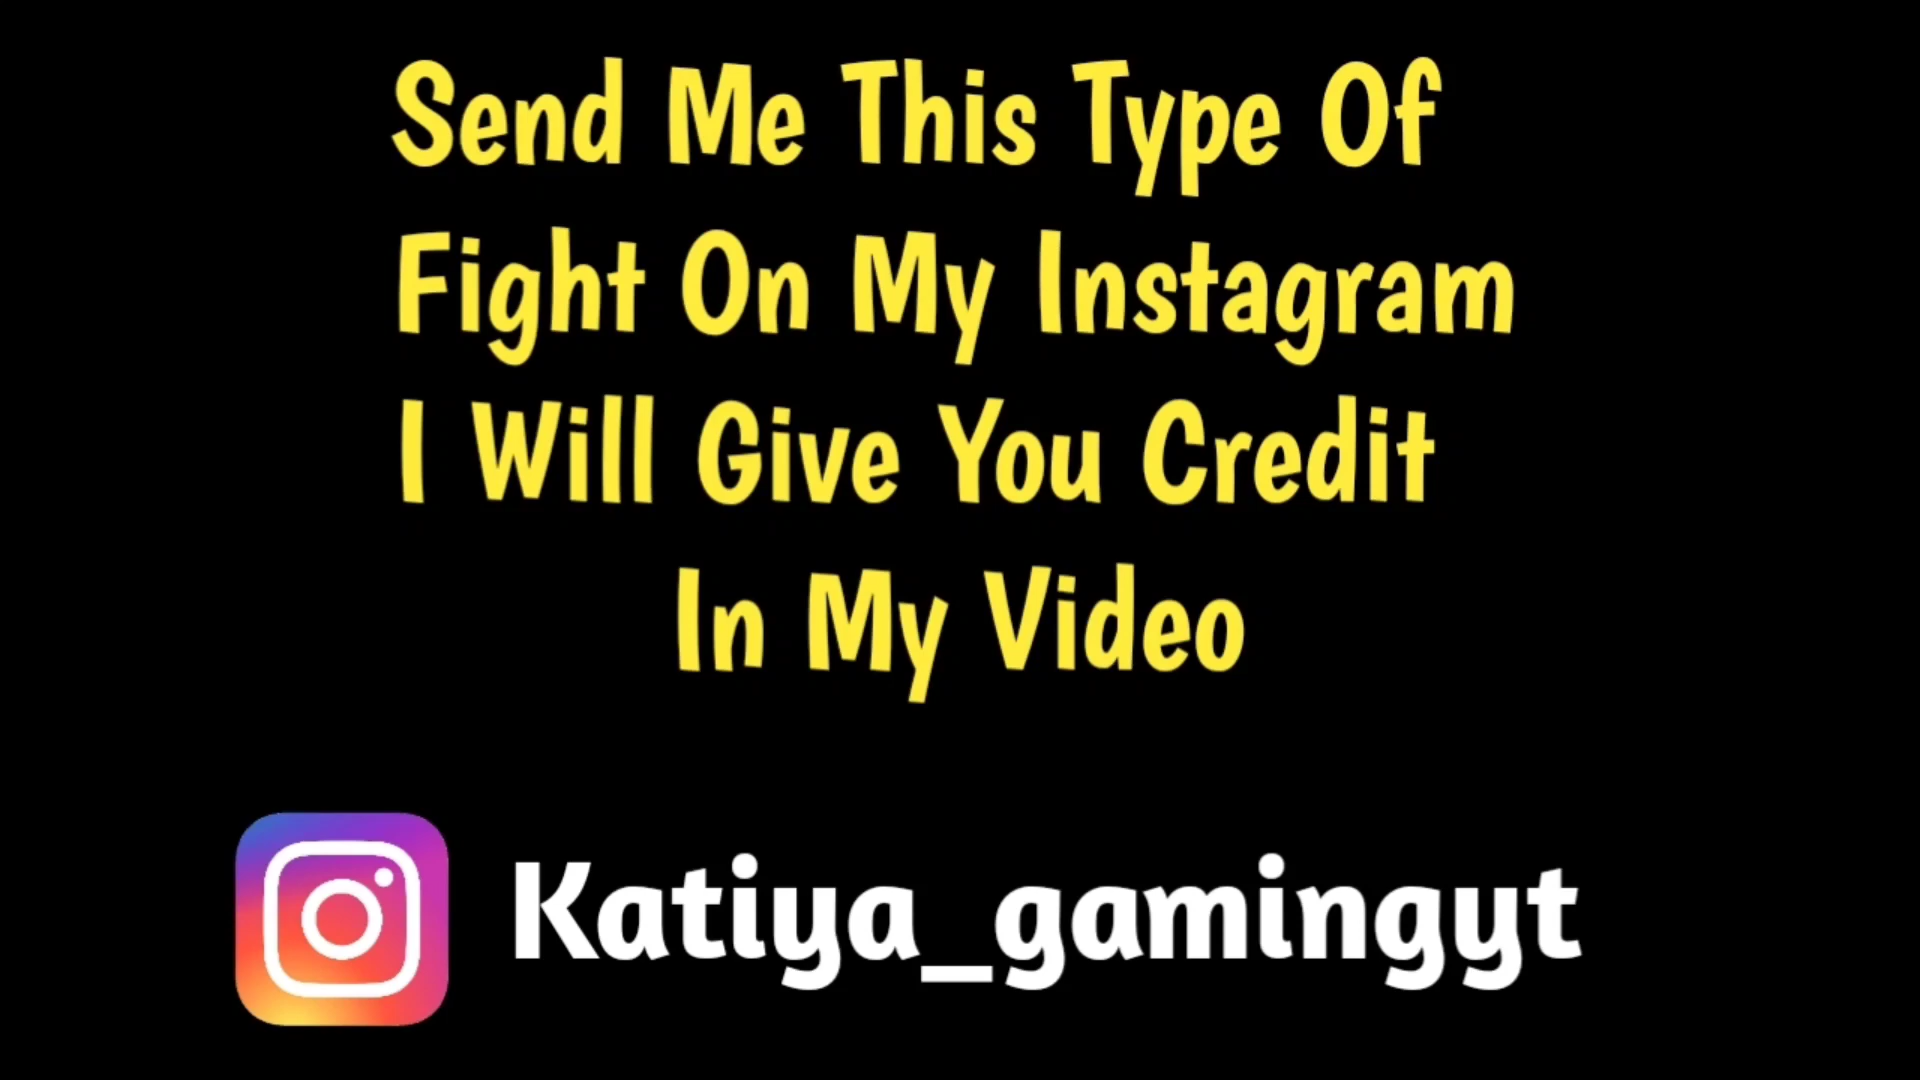 Send Me This Type Of
Fight On My Instagram
I Will Give You Credit
In My Video
Katiya_gamingyt